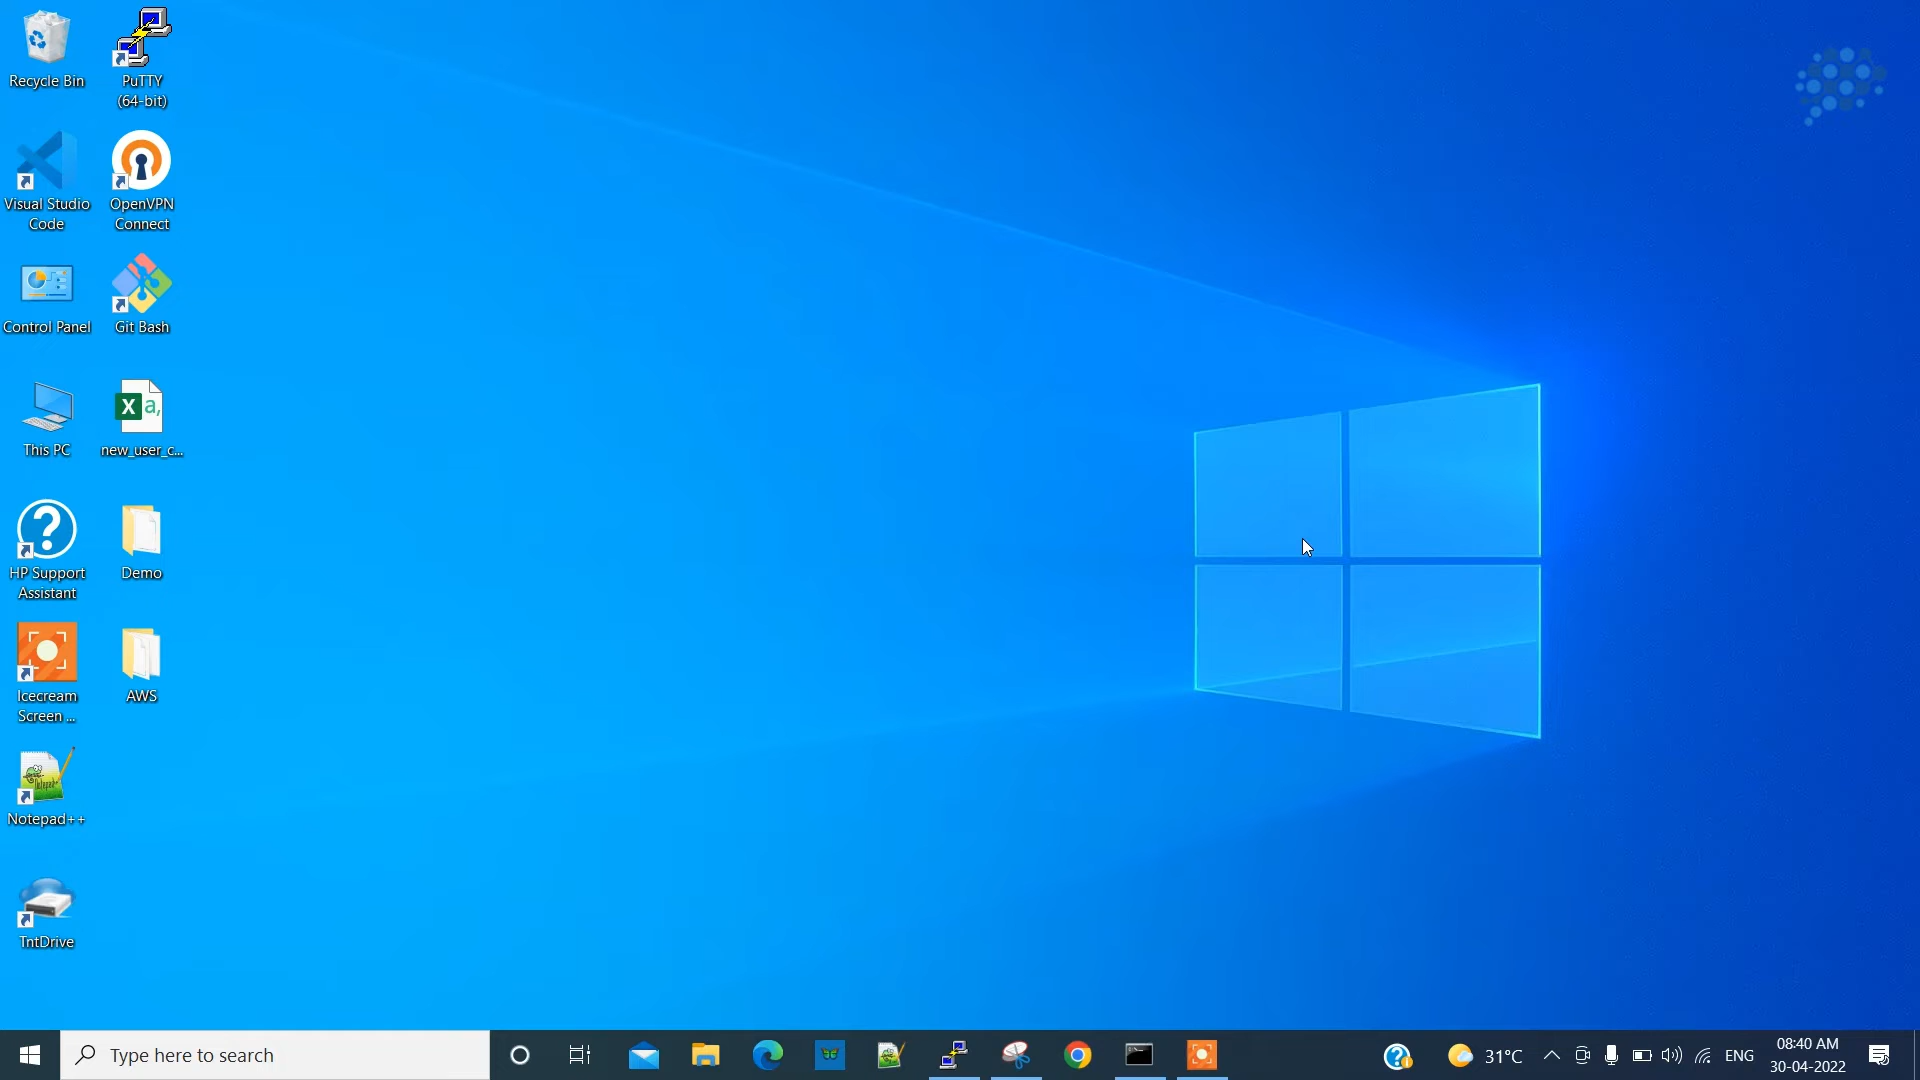 Recycle Bin
PuTTY
(64-bit)
Visual Studio
Code
OpenVPN
Connect
Control Panel
Git Bash
This PC
X a,
new_user_c...
HP Support
Assistant
Demo
Icecream
Screen ...
AWS
Notepad++
TntDrive
Type here to search
31°C
ENG
08:40 AM
30-04-2022